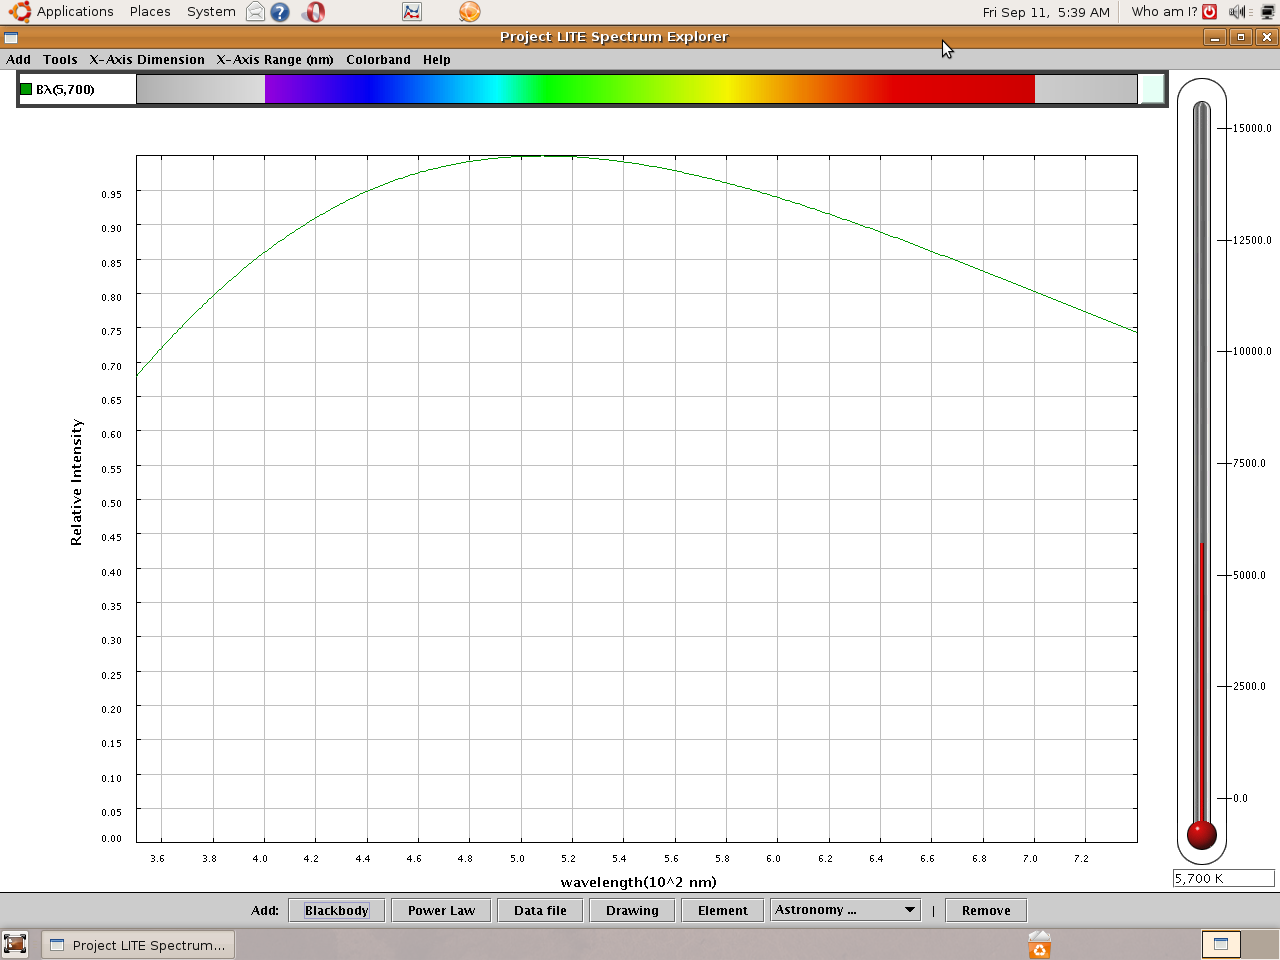 Applications Places System Fri Sep 11, 5:39 AM Who am I?
Project LITE Spectrum Explorer
Add Tools X-Axis Dimension X-Axis Range (nm) Colorband Help
Bλ(5,700)
15000.0
12500.0
10000.0
7500.0
5000.0
2500.0
0.0
5,700 K
0.95
0.90
0.85
0.80
0.75
0.70
0.65
0.60
0.55
0.50
0.45
0.40
0.35
0.30
0.25
0.20
0.15
0.10
0.05
0.00
Relative Intensity
3.6 3.8 4.0 4.2 4.4 4.6 4.8 5.0 5.2 5.4 5.6 5.8 6.0 6.2 6.4 6.6 6.8 7.0 7.2
wavelength(10^2 nm)
Add: Blackbody Power Law Data file Drawing Element Astronomy ... | Remove
Project LITE Spectrum...